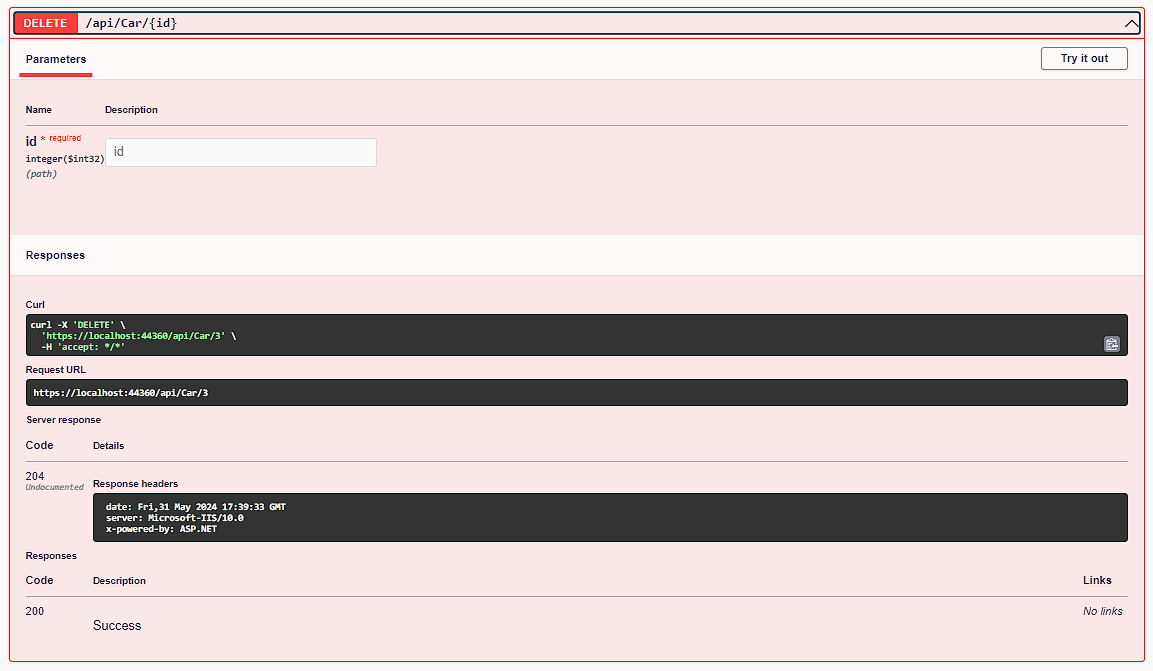 DELETE /api/Car/{id}
Parameters
Try it out
Name Description
id * required
integer($int32)
(path)
id
Responses
Curl
curl -X 'DELETE' \
'https://localhost:44360/api/Car/3' \
-H 'accept: */*'
Request URL
https://localhost:44360/api/Car/3
Server response
Code Details
204
Undocumented
Response headers
date: Fri,31 May 2024 17:39:33 GMT
server: Microsoft-IIS/10.0
x-powered-by: ASP.NET
Responses
Code Description Links
200 No links
Success